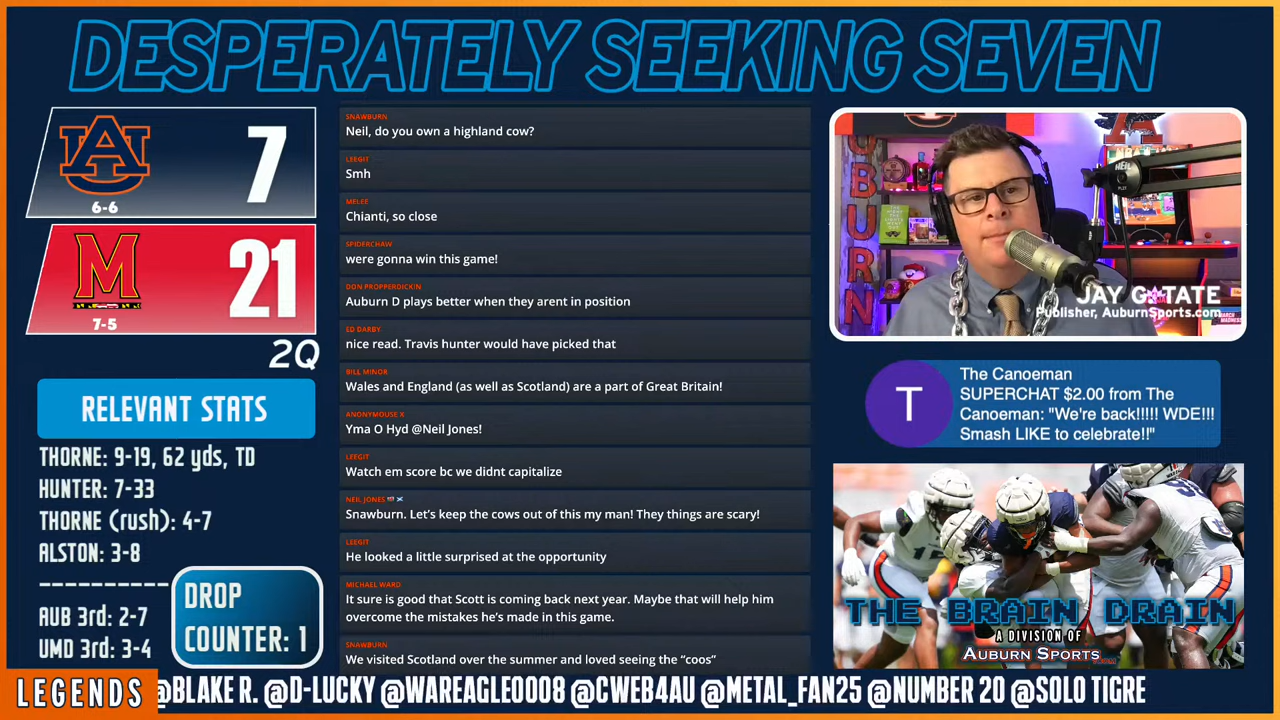 DESPERATELY SEEKING SEVEN
AU
7
6-6
M
21
7-5
2Q
RELEVANT STATS
THORNE: 9-19, 62 yds, TD
HUNTER: 7-33
THORNE (rush): 4-7
ALSTON: 3-8
----------
AUB 3rd: 2-7
UMD 3rd: 3-4
DROP
COUNTER: 1
SNAWBURN
Neil, do you own a highland cow?
LEEGIT
Smh
MELEE
Chianti, so close
SPIDERCHAW
were gonna win this game!
DON PROPPERDICKIN
Auburn D plays better when they arent in position
ED DARBY
nice read. Travis hunter would have picked that
BILL MINOR
Wales and England (as well as Scotland) are a part of Great Britain!
ANONYMOUSE X
Yma O Hyd @Neil Jones!
LEEGIT
Watch em score bc we didnt capitalize
NEIL JONES
Snawburn. Let's keep the cows out of this my man! They things are scary!
LEEGIT
He looked a little surprised at the opportunity
MICHAEL WARD
It sure is good that Scott is coming back next year. Maybe that will help him
overcome the mistakes he's made in this game.
SNAWBURN
We visited Scotland over the summer and loved seeing the "coos"
UBURN
HEIL
JAY G. TATE
Publisher, AuburnSports.com
T
The Canoeman
SUPERCHAT $2.00 from The
Canoeman: "We're back!!!!! WDE!!!
Smash LIKE to celebrate!!"
THE BRAIN DRAIN
A DIVISION OF
AUBURN SPORTS
LEGENDS
@BLAKE R. @D-LUCKY @WAREAGLE0008 @CWEB4AU @METAL_FAN25 @NUMBER 20 @SOLO TIGRE